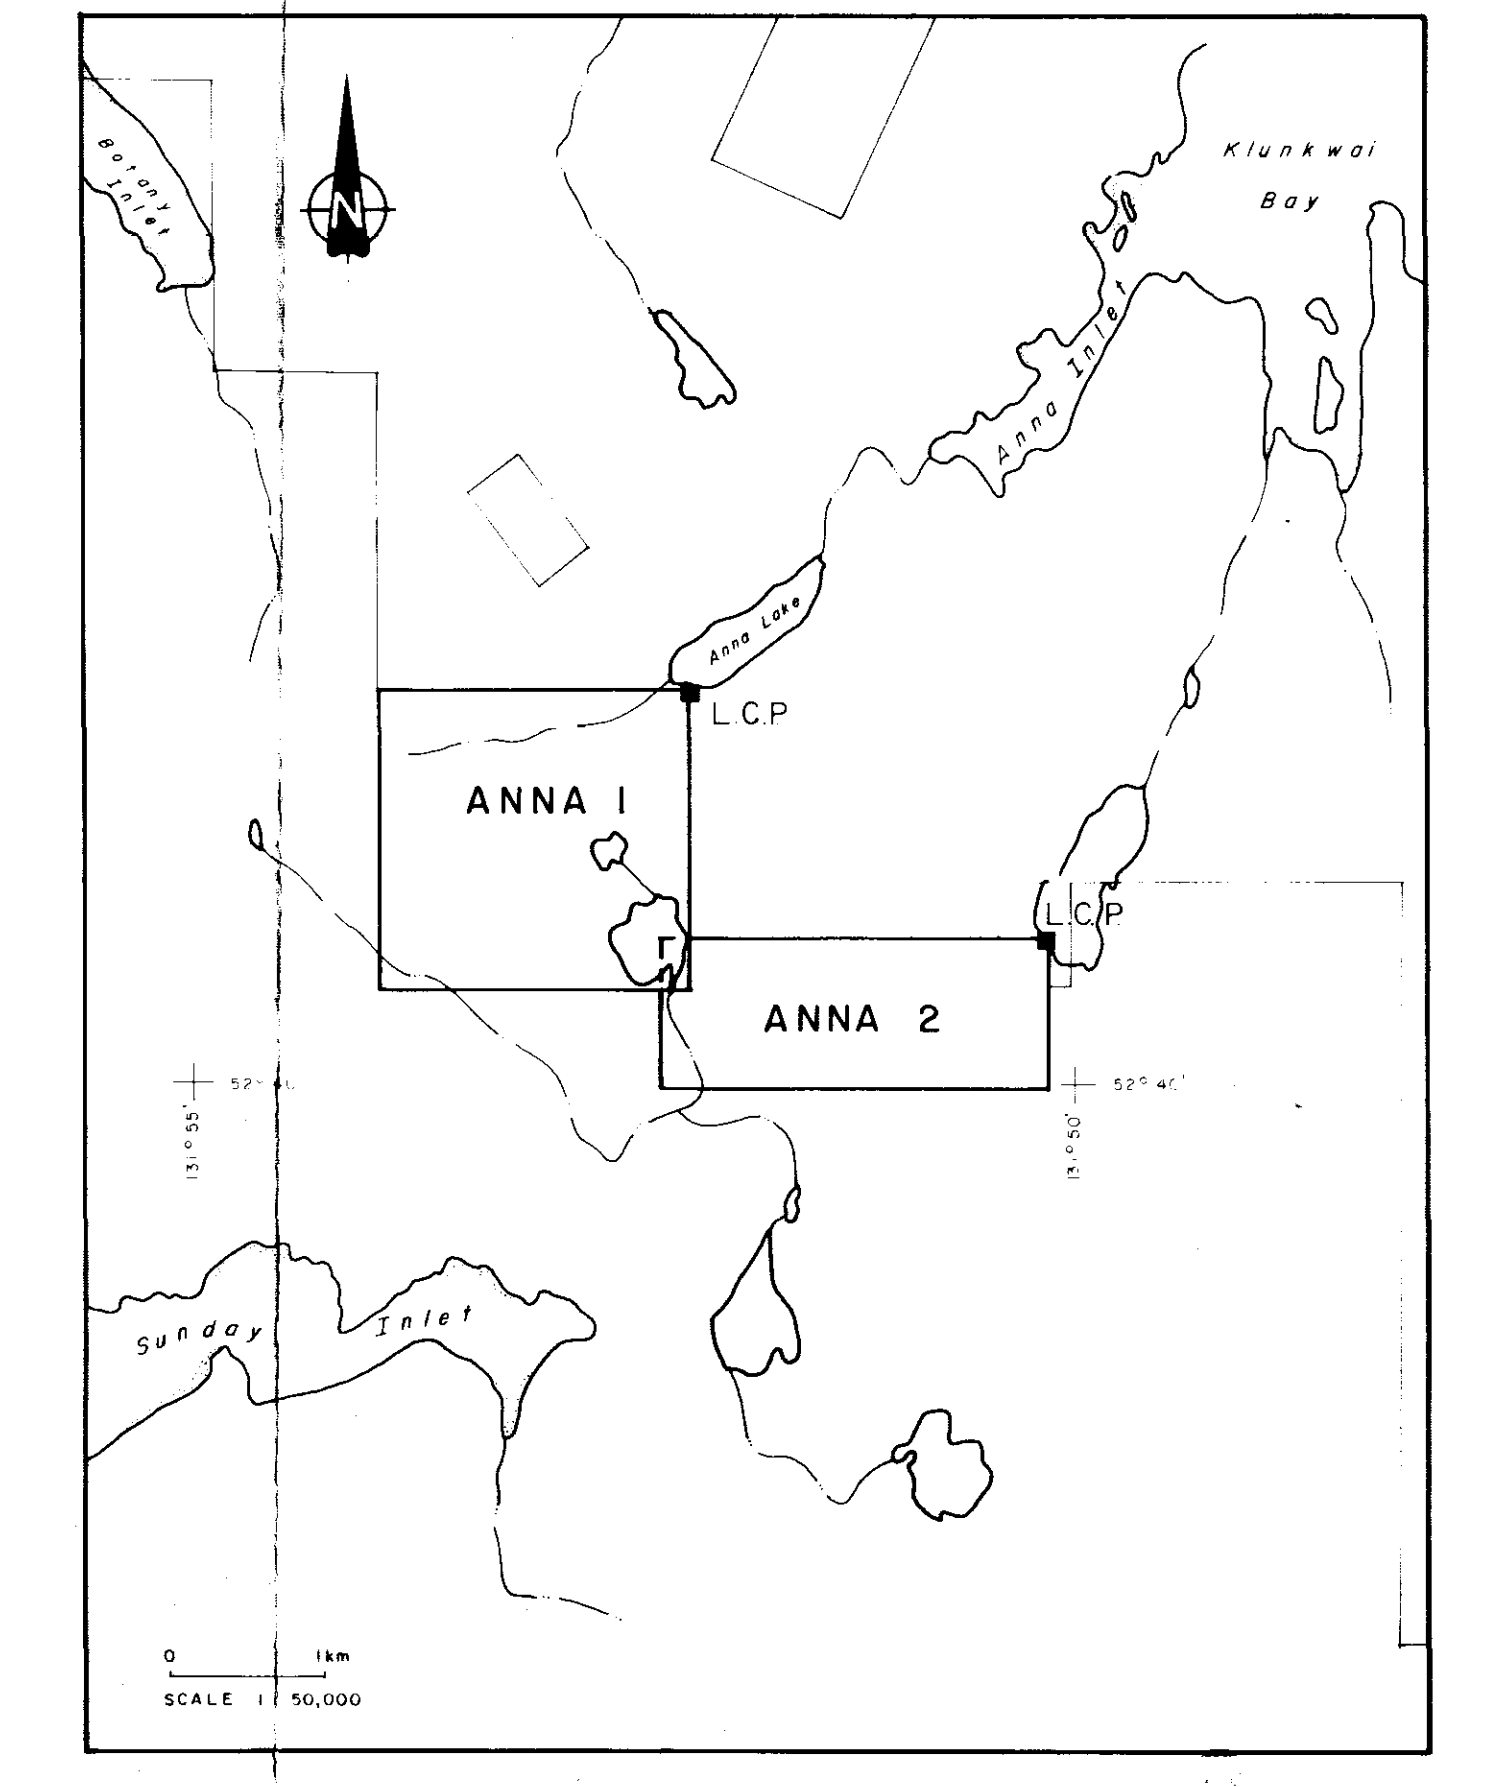 Klunkwai
Bay
Botany
Inlet
N
Anna Inlet
Anna Lake
L.C.P.
ANNA 1
L.C.P.
ANNA 2
52°
52° 40'
131° 55'
131° 50'
Sunday Inlet
0 1km
SCALE 1 50,000